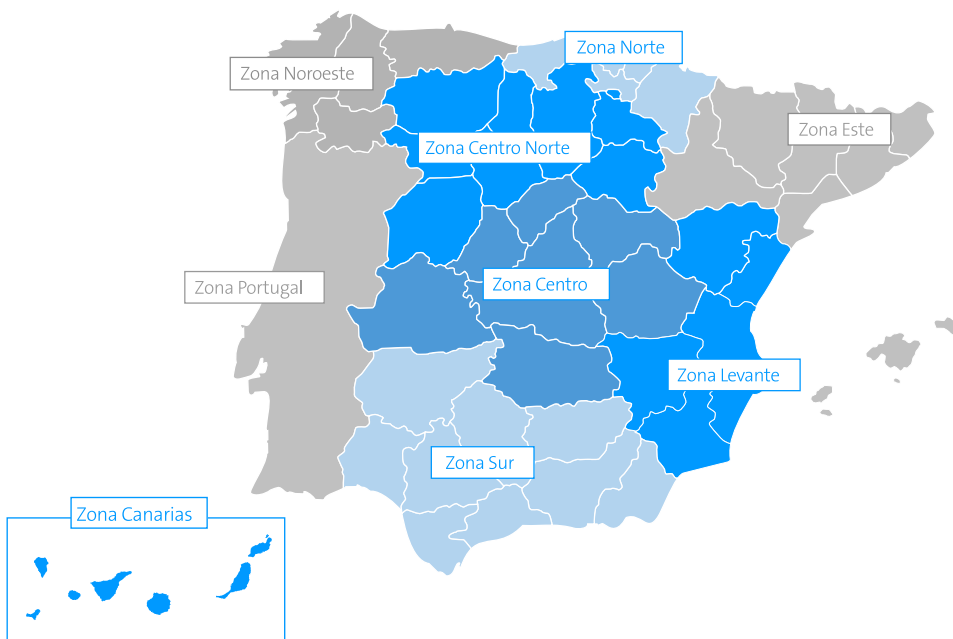 Zona Norte
Zona Noroeste
Zona Este
Zona Centro Norte
Zona Portugal
Zona Centro
Zona Levante
Zona Sur
Zona Canarias